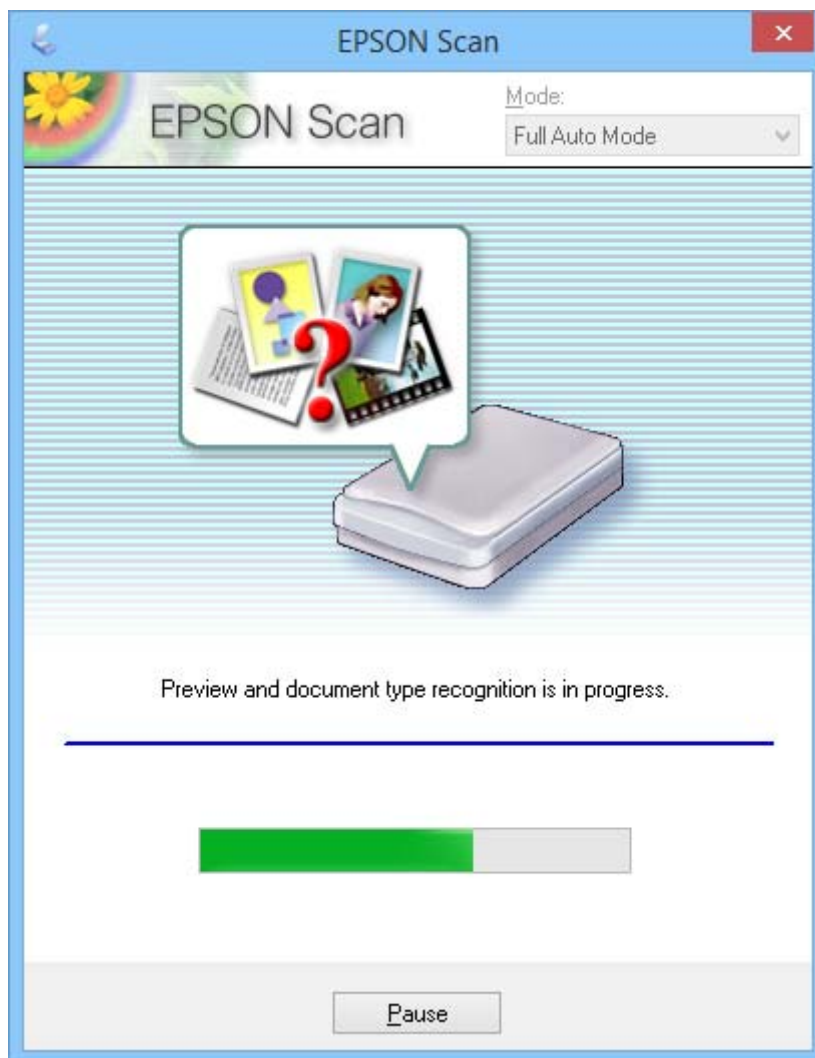 EPSON Scan
EPSON Scan
Mode:
Full Auto Mode
Preview and document type recognition is in progress.
Pause